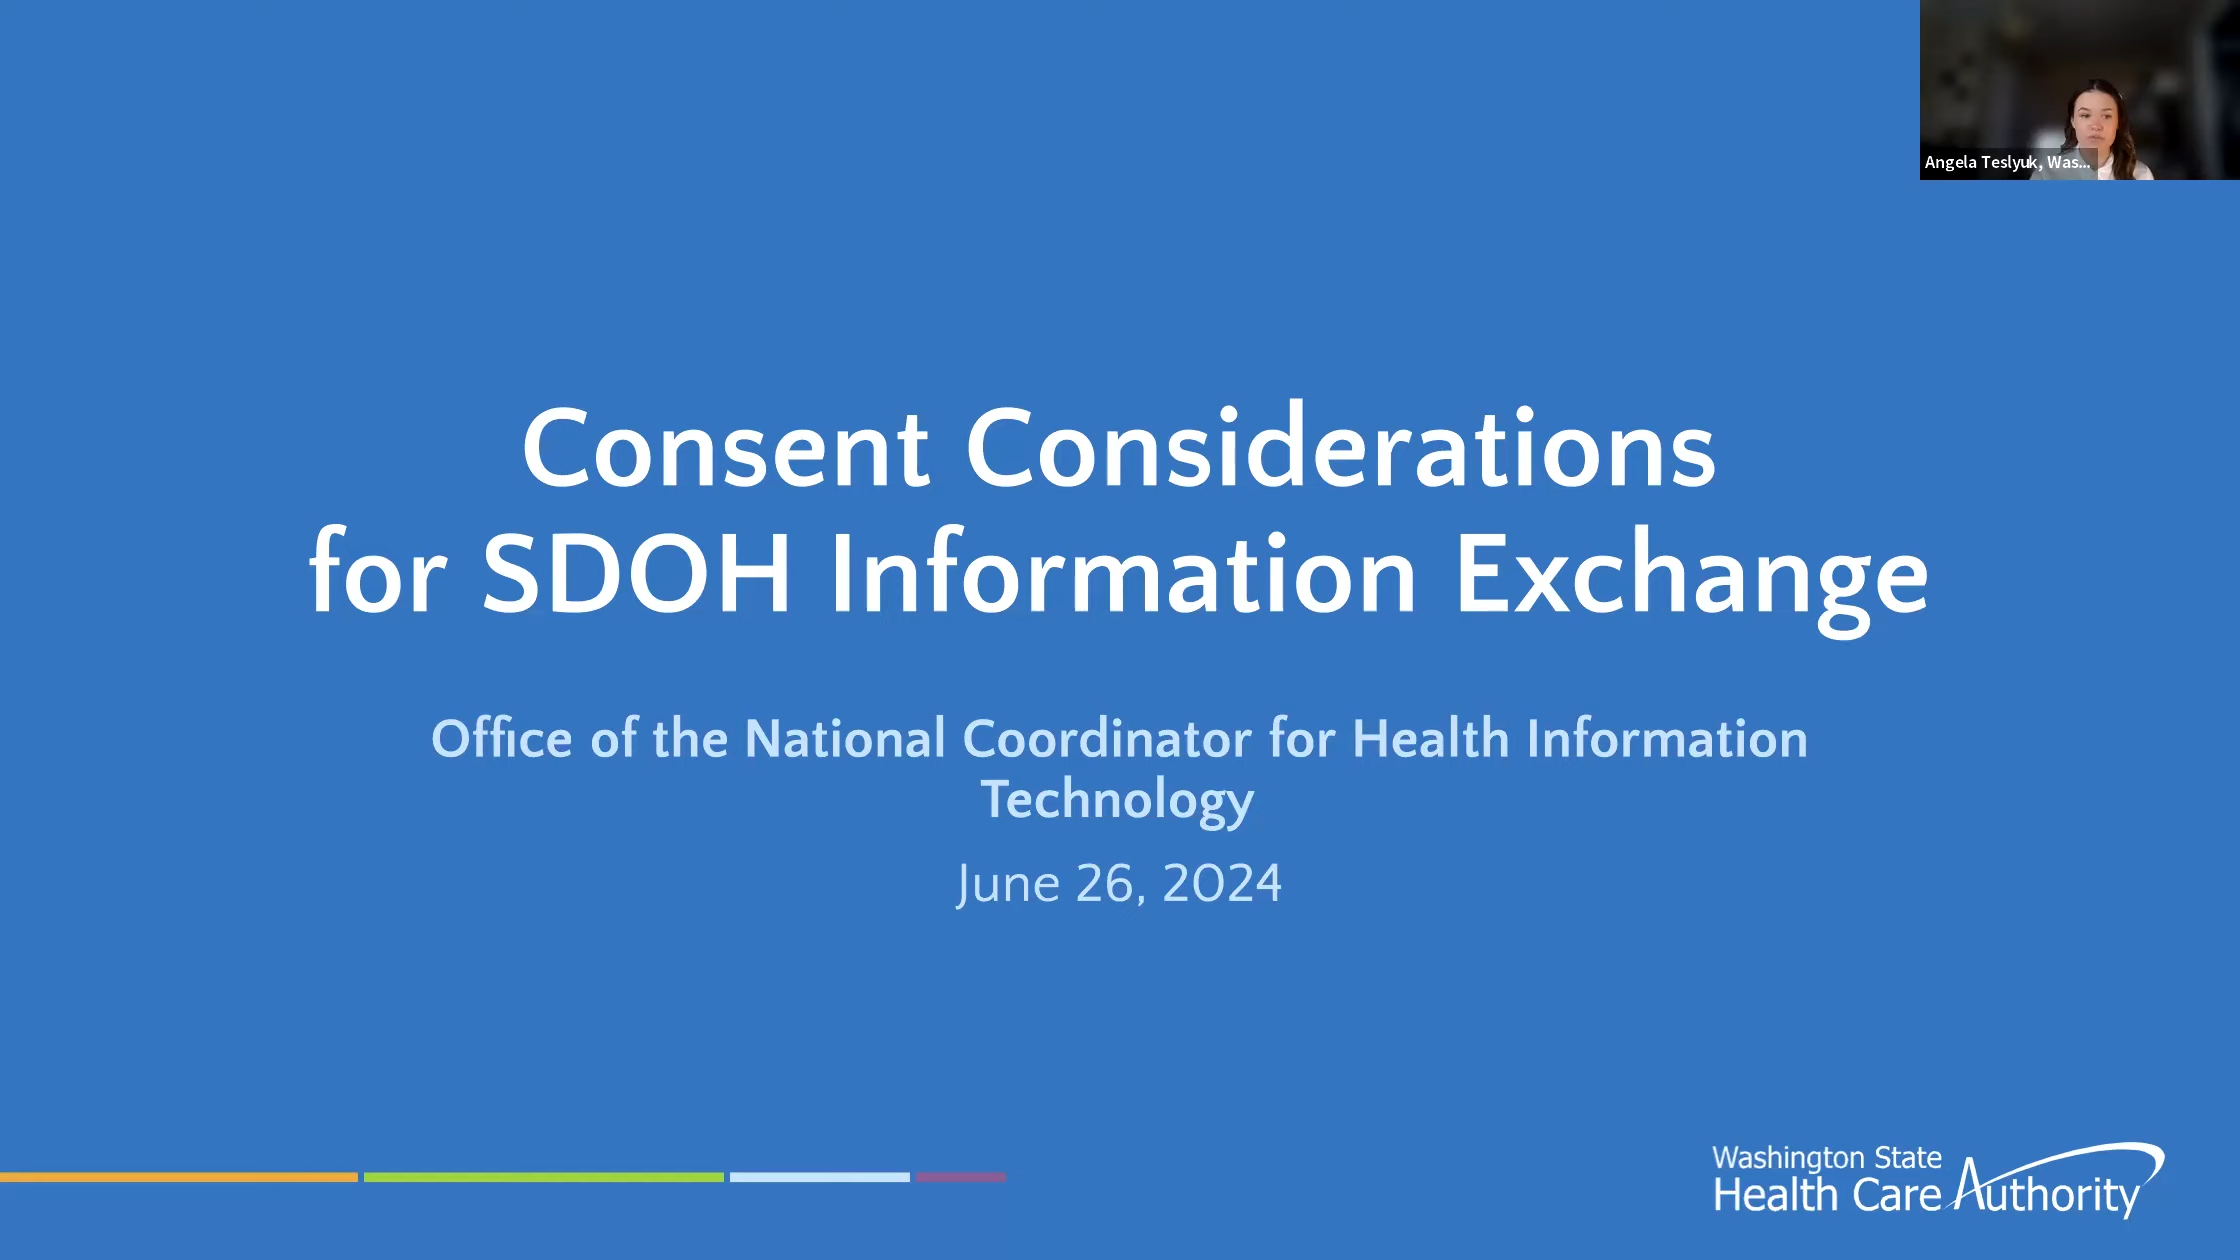 Angela Teslyuk, Was...
Consent Considerations
for SDOH Information Exchange
Office of the National Coordinator for Health Information
Technology
June 26, 2024
Washington State
Health Care Authority